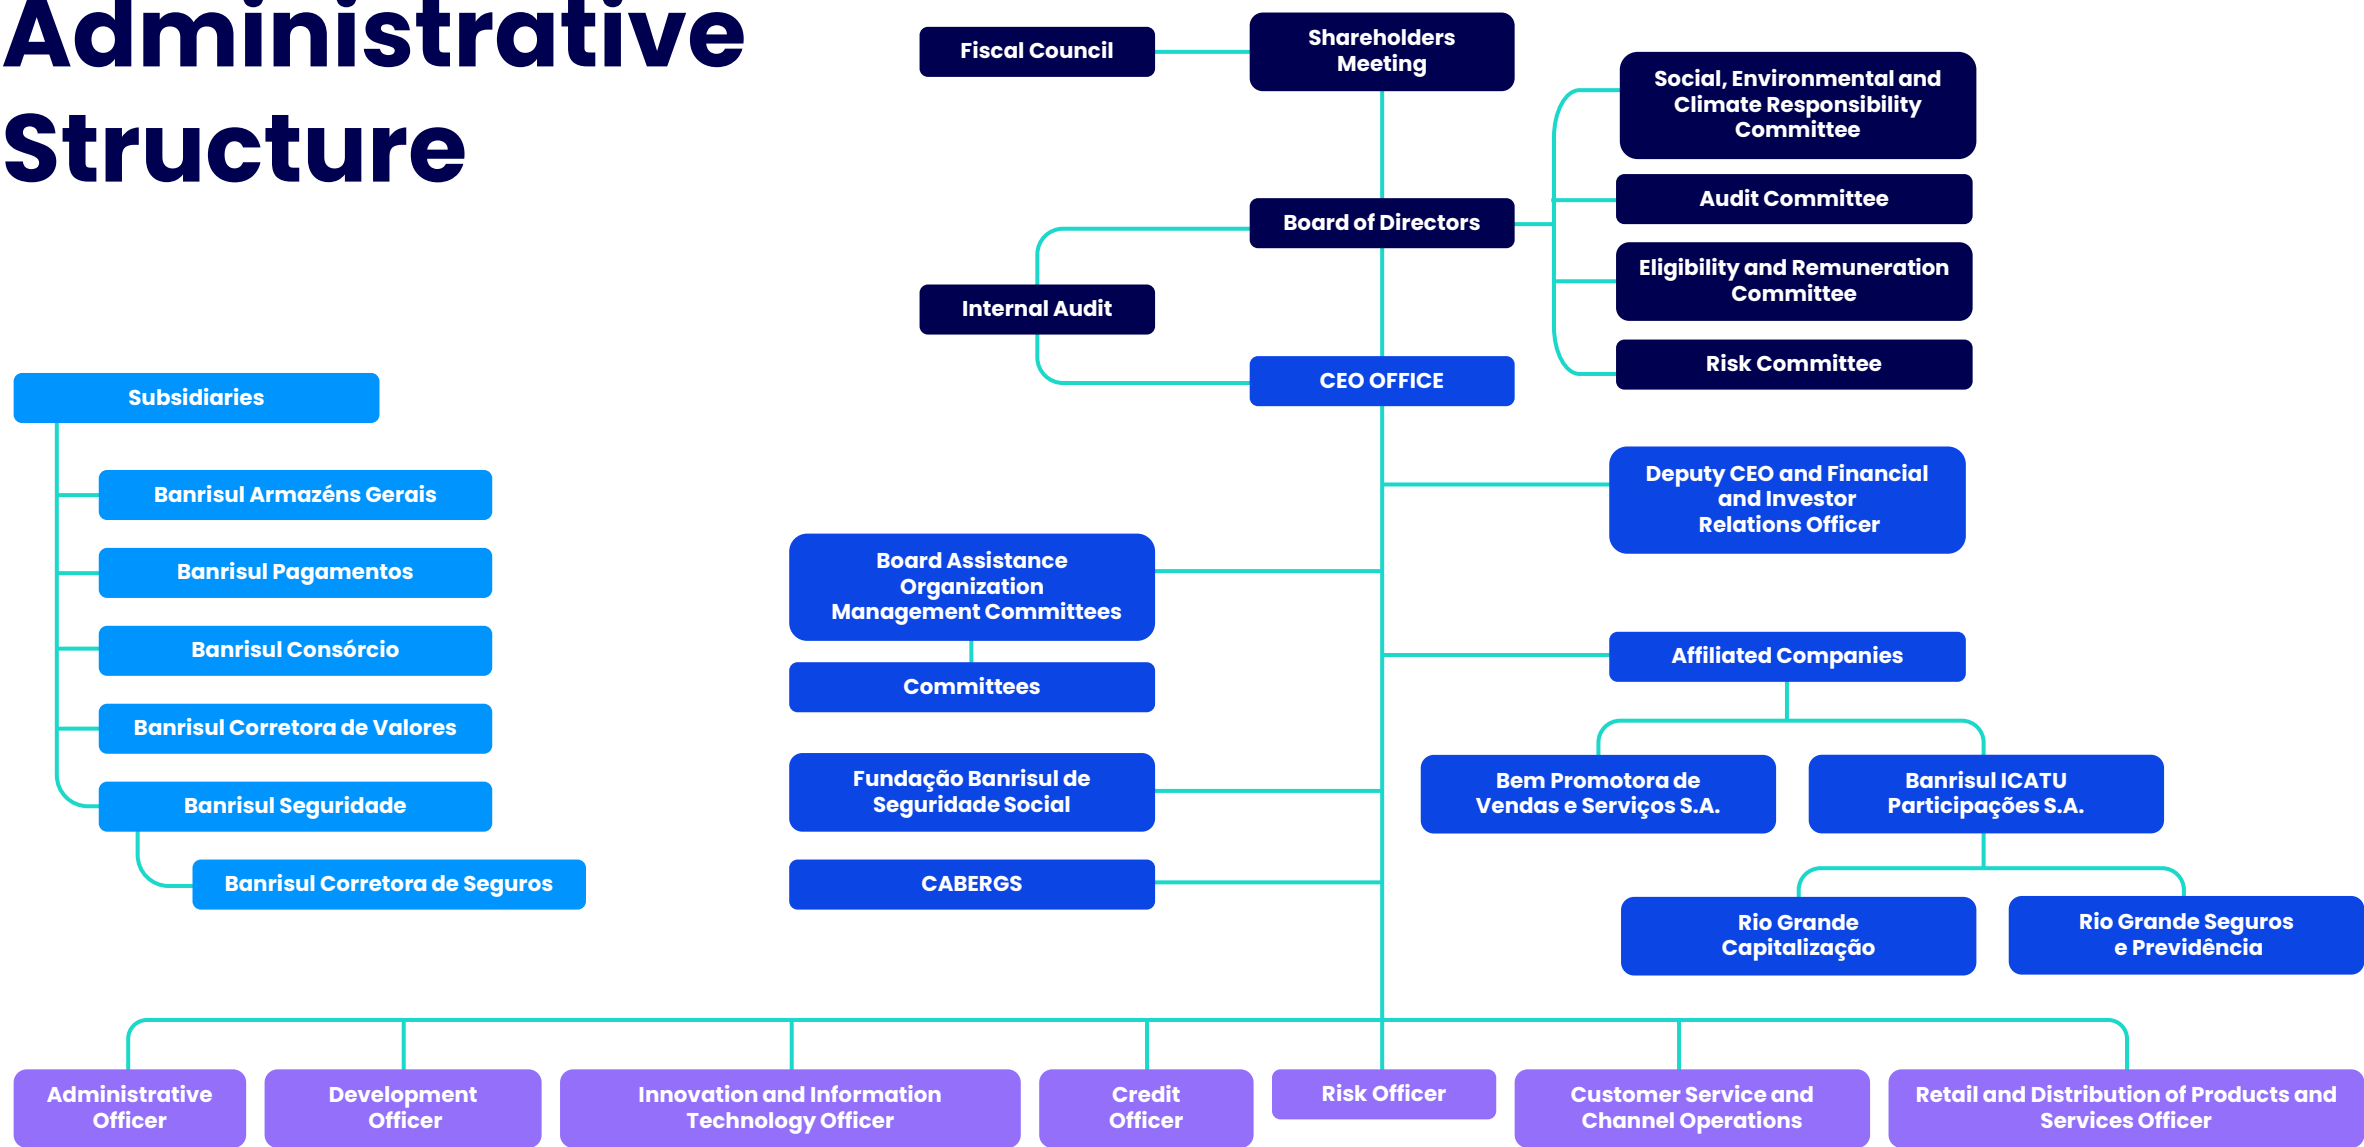 Administrative
Structure
Fiscal Council
Shareholders
Meeting
Social, Environmental and
Climate Responsibility
Committee
Audit Committee
Board of Directors
Eligibility and Remuneration
Committee
Internal Audit
Risk Committee
CEO OFFICE
Subsidiaries
Banrisul Armazéns Gerais
Banrisul Pagamentos
Banrisul Consórcio
Banrisul Corretora de Valores
Banrisul Seguridade
Banrisul Corretora de Seguros
Deputy CEO and Financial
and Investor
Relations Officer
Board Assistance
Organization
Management Committees
Committees
Fundação Banrisul de
Seguridade Social
CABERGS
Affiliated Companies
Bem Promotora de
Vendas e Serviços S.A.
Banrisul ICATU
Participações S.A.
Rio Grande
Capitalização
Rio Grande Seguros
e Previdência
Administrative
Officer
Development
Officer
Innovation and Information
Technology Officer
Credit
Officer
Risk Officer
Customer Service and
Channel Operations
Retail and Distribution of Products and
Services Officer